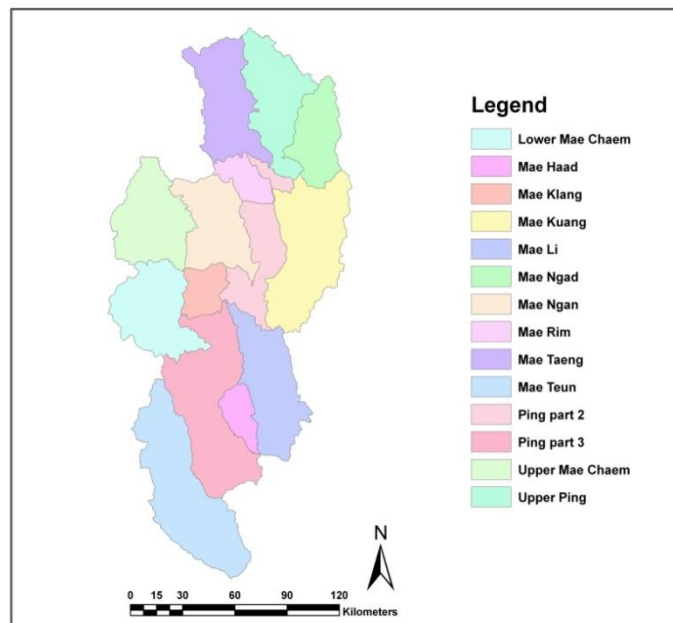 Legend
Lower Mae Chaem
Mae Haad
Mae Klang
Mae Kuang
Mae Li
Mae Ngad
Mae Ngan
Mae Rim
Mae Taeng
Mae Teun
Ping part 2
Ping part 3
Upper Mae Chaem
Upper Ping
N
0 15 30 60 90 120
Kilometers